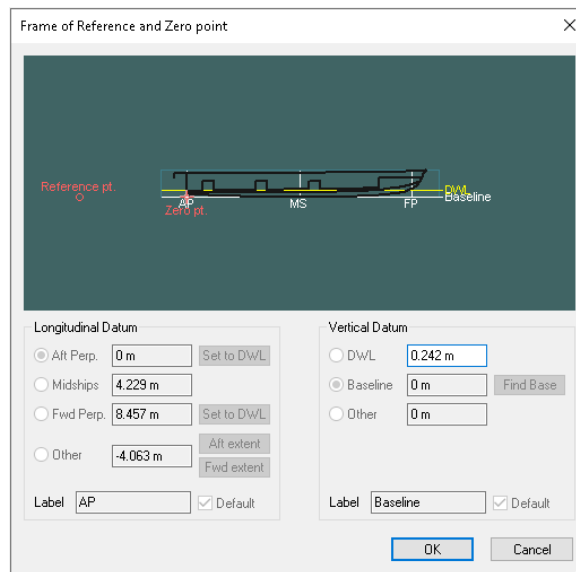 Frame of Reference and Zero point
Reference pt.
DWL
Baseline
AP
MS
FP
Zero pt.
Longitudinal Datum
Aft Perp. 0 m Set to DWL
Midships 4.229 m
Fwd Perp. 8.457 m Set to DWL
Other -4.063 m Aft extent
Fwd extent
Label AP Default
Vertical Datum
DWL 0.242 m
Baseline 0 m Find Base
Other 0 m
Label Baseline Default
OK Cancel